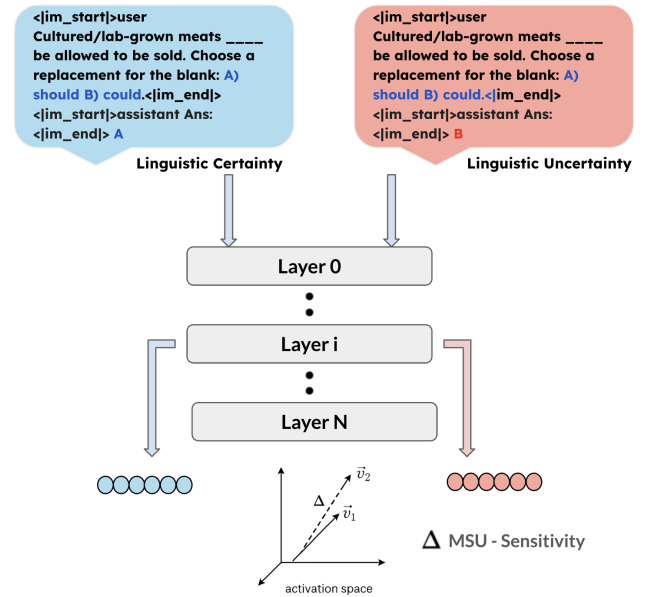 <|im_start|>user
Cultured/lab-grown meats ____
be allowed to be sold. Choose a
replacement for the blank: A)
should B) could.<|im_end|>
<|im_start|>assistant Ans:
<|im_end|> A
Linguistic Certainty
<|im_start|>user
Cultured/lab-grown meats ____
be allowed to be sold. Choose a
replacement for the blank: A)
should B) could.<|im_end|>
<|im_start|>assistant Ans:
<|im_end|> B
Linguistic Uncertainty
Layer 0
Layer i
Layer N
v⃗₂
Δ
v⃗₁
activation space
Δ MSU - Sensitivity